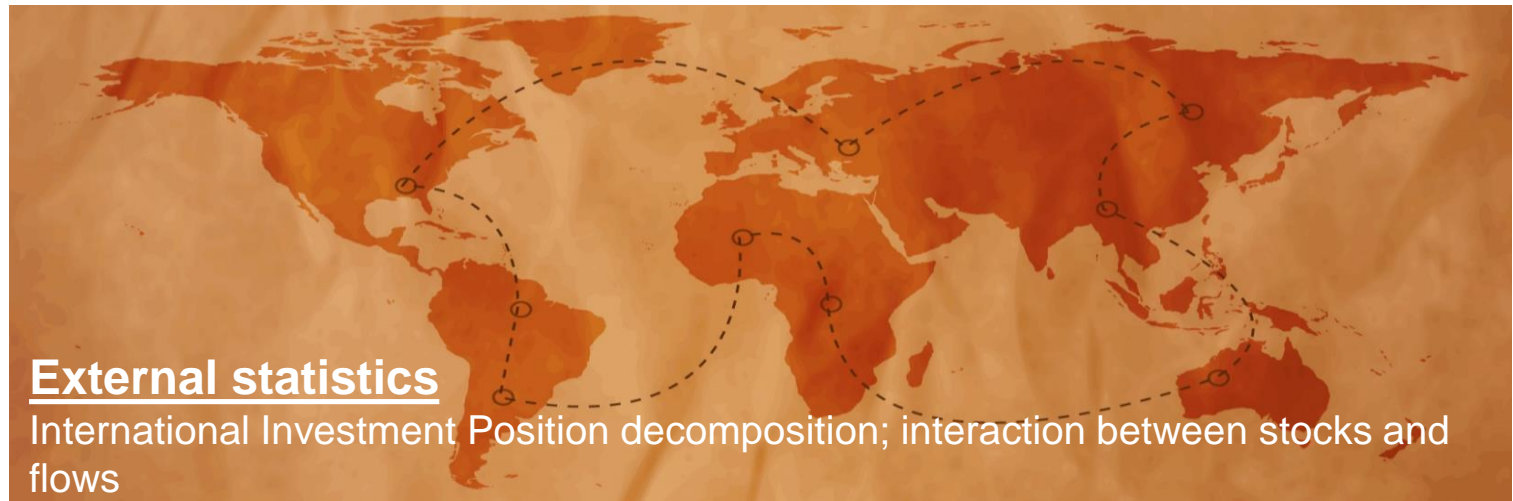 External statistics
International Investment Position decomposition; interaction between stocks and
flows